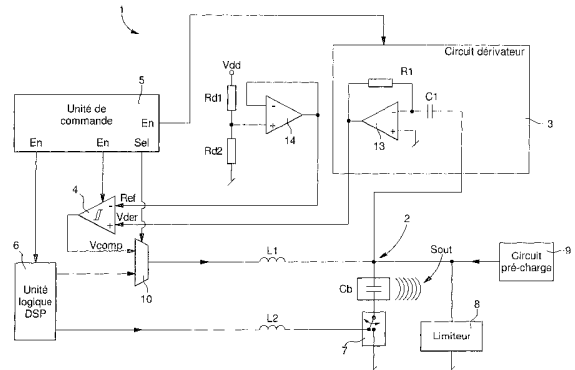 1
Circuit dérivateur
Vdd
5
Unité de
commande
En
En
En
Sel
Rd1
Rd2
-
+
14
R1
C1
-
+
13
3
4
Ref
-
Vder
+
Vcomp
10
6
Unité
logique
DSP
L1
2
Sout
Cb
L2
7
8
Limiteur
9
Circuit
pré-charge